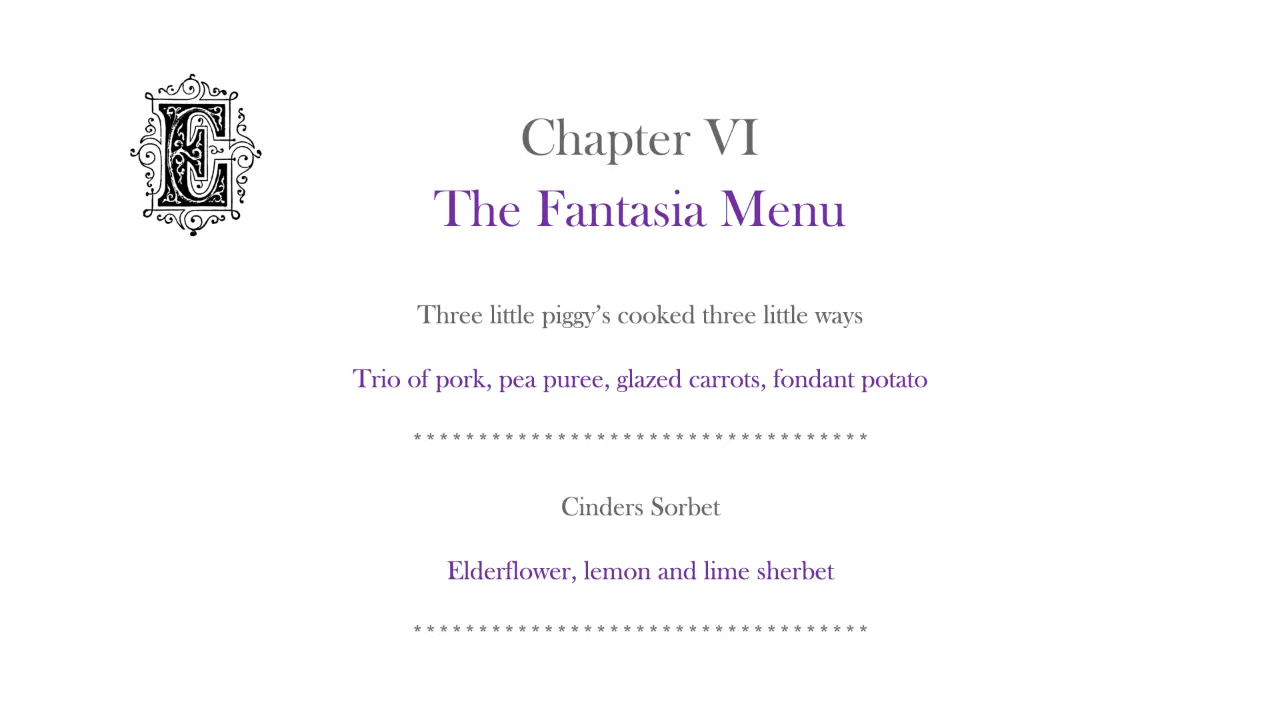 E
Chapter VI
The Fantasia Menu
Three little piggy’s cooked three little ways
Trio of pork, pea puree, glazed carrots, fondant potato
***********************************
Cinders Sorbet
Elderflower, lemon and lime sherbet
***********************************